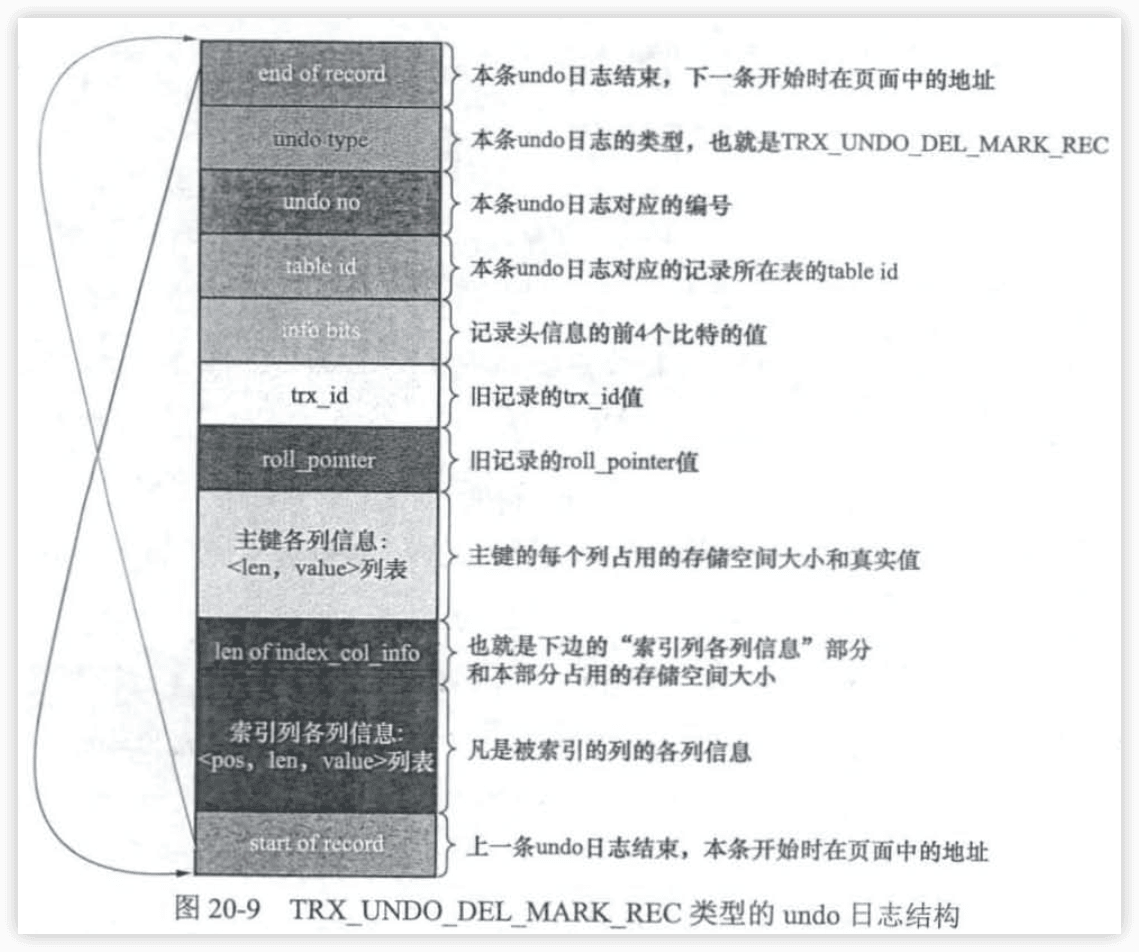 end of record
本条undo日志结束，下一条开始时在页面中的地址
undo type
本条undo日志的类型，也就是TRX_UNDO_DEL_MARK_REC
undo no
本条undo日志对应的编号
table id
本条undo日志对应的记录所在表的table id
info bits
记录头信息的前4个比特的值
trx_id
旧记录的trx_id值
roll_pointer
旧记录的roll_pointer值
主键各列信息：
<len，value>列表
主键的每个列占用的存储空间大小和真实值
len of index_col_info
也就是下边的“索引列各列信息”部分
和本部分占用的存储空间大小
索引列各列信息：
<pos，len，value>列表
凡是被索引的列的各列信息
start of record
上一条undo日志结束，本条开始时在页面中的地址
图 20-9 TRX_UNDO_DEL_MARK_REC 类型的 undo 日志结构